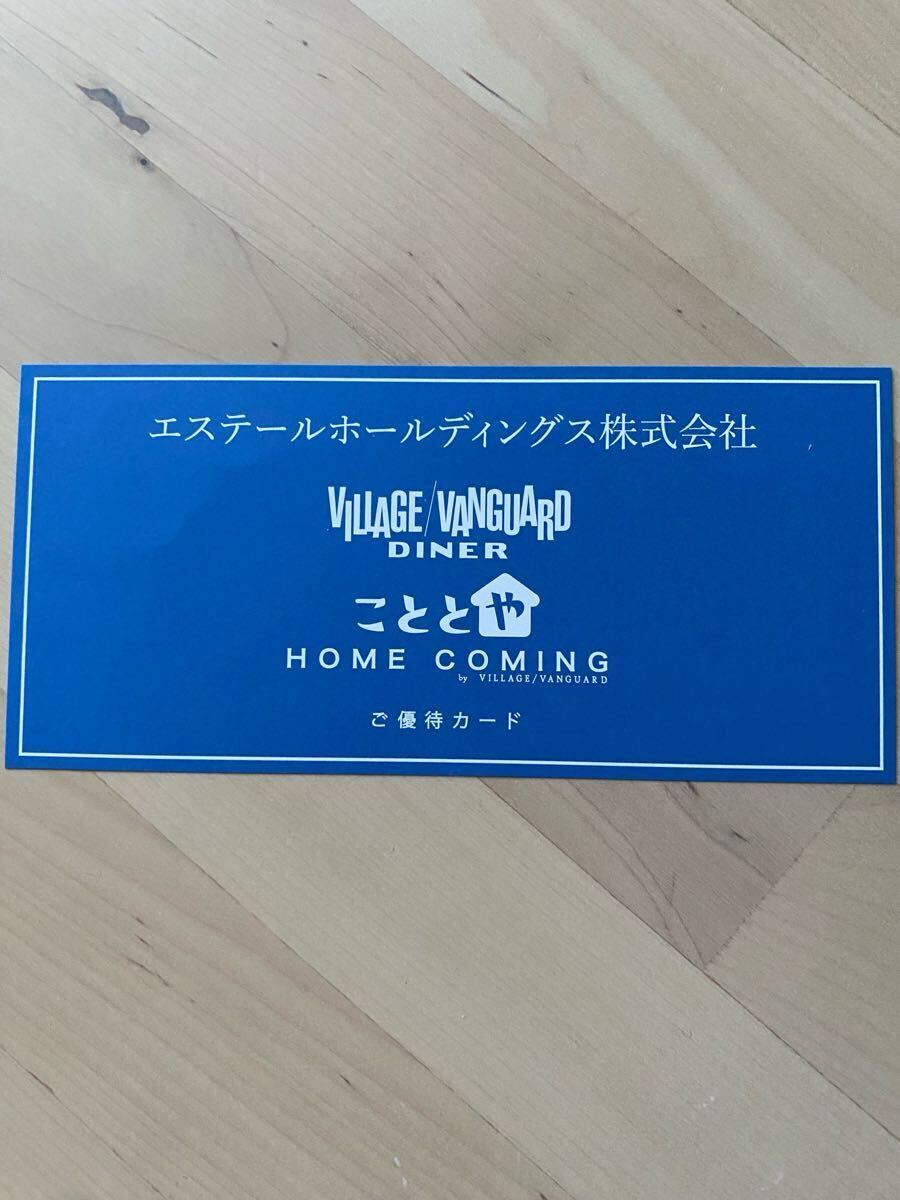 エステールホールディングス株式会社
VILLAGE/VANGUARD
DINER
こととや
HOME COMING
by VILLAGE/VANGUARD
ご優待カード